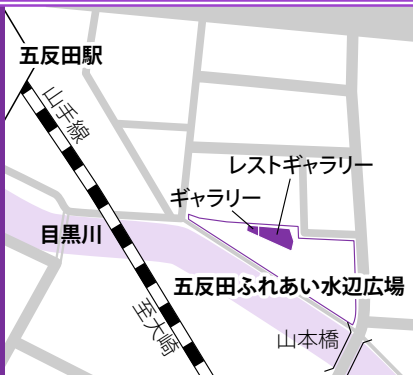 五反田駅
山手線
レストギャラリー
ギャラリー
目黒川
五反田ふれあい水辺広場
至大崎
山本橋